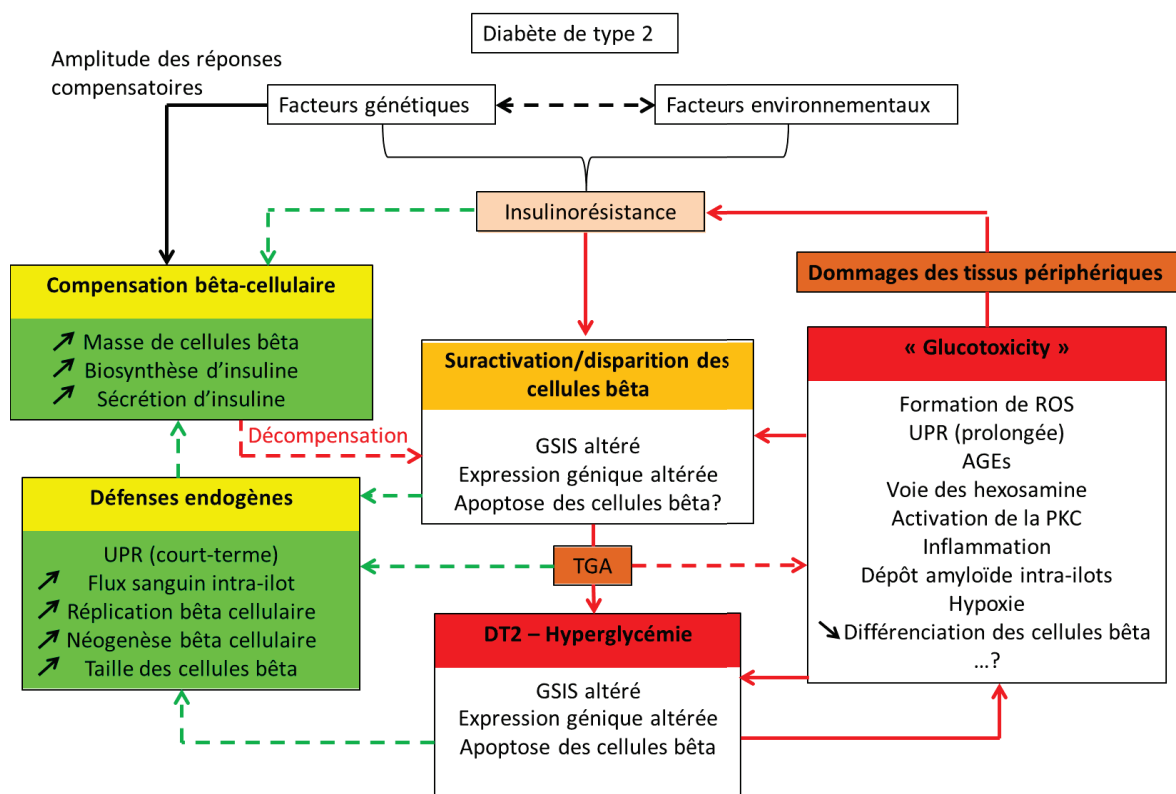 Diabète de type 2
Amplitude des réponses
compensatoires
Facteurs génétiques
Facteurs environnementaux
Insulinorésistance
Compensation bêta-cellulaire
Masse de cellules bêta
Biosynthèse d'insuline
Sécrétion d'insuline
Décompensation
Défenses endogènes
UPR (court-terme)
Flux sanguin intra-ilot
Réplication bêta cellulaire
Néogenèse bêta cellulaire
Taille des cellules bêta
Suractivation/disparition des
cellules bêta
GSIS altéré
Expression génique altérée
Apoptose des cellules bêta?
TGA
DT2 – Hyperglycémie
GSIS altéré
Expression génique altérée
Apoptose des cellules bêta
Dommages des tissus périphériques
« Glucotoxicity »
Formation de ROS
UPR (prolongée)
AGEs
Voie des hexosamine
Activation de la PKC
Inflammation
Dépôt amyloïde intra-ilots
Hypoxie
Différenciation des cellules bêta
...?